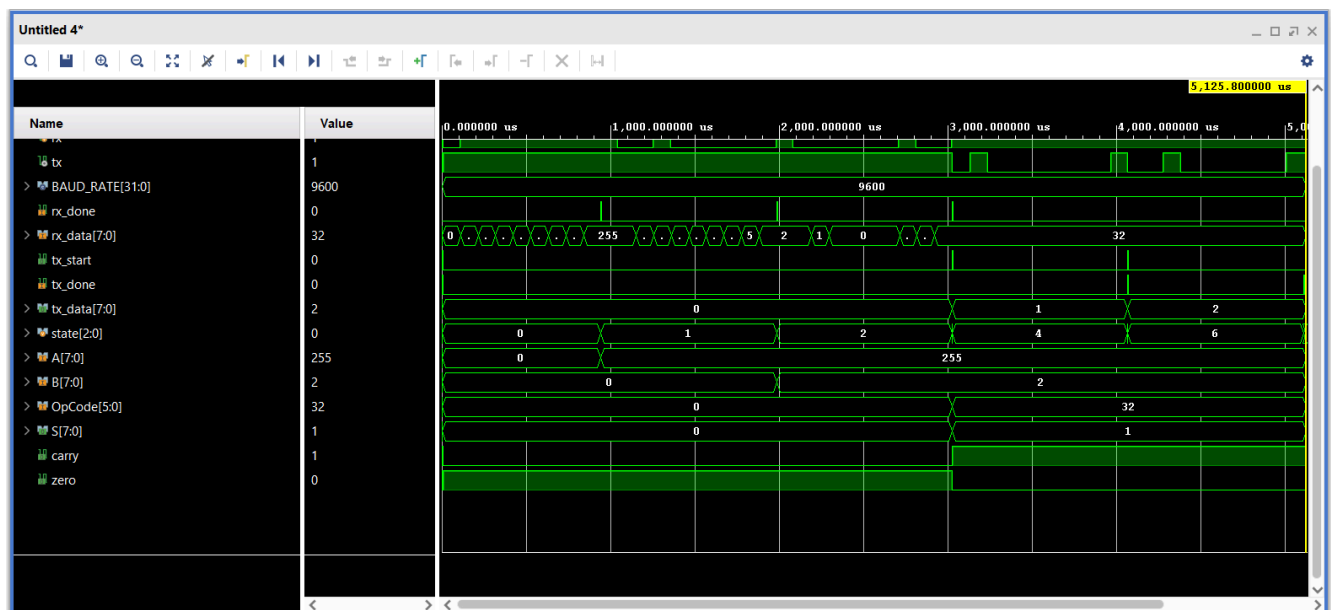 Untitled 4*
5,125.800000 us
Name Value
0.000000 us 1,000.000000 us 2,000.000000 us 3,000.000000 us 4,000.000000 us
tx 1
BAUD_RATE[31:0] 9600 9600
rx_done 0
rx_data[7:0] 32 0 . . . . . . . 255 . . . . . . 5 2 1 0 . . 32
tx_start 0
tx_done 0
tx_data[7:0] 2 0 1 2
state[2:0] 0 0 1 2 4 6
A[7:0] 255 0 255
B[7:0] 2 0 2
OpCode[5:0] 32 0 32
S[7:0] 1 0 1
carry 1
zero 0